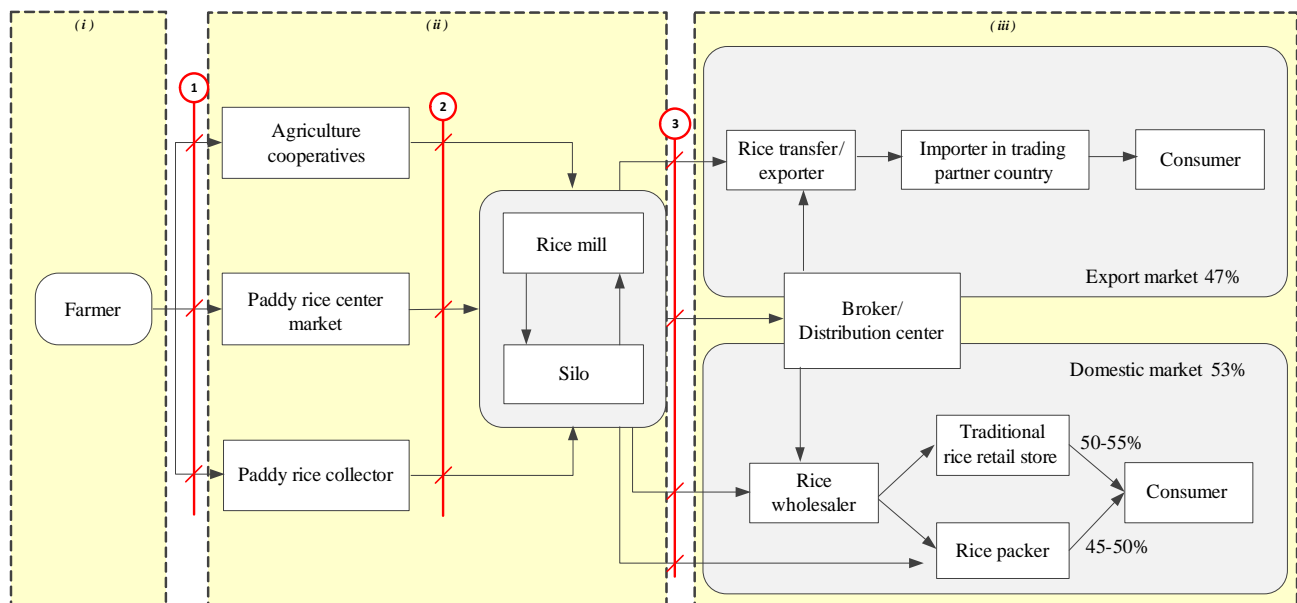 ( i )
( ii )
( iii )
1
2
3
Agriculture
cooperatives
Rice transfer/
exporter
Importer in trading
partner country
Consumer
Rice mill
Export market 47%
Farmer
Paddy rice center
market
Broker/
Distribution center
Silo
Domestic market 53%
Paddy rice collector
Traditional
rice retail store
50-55%
Rice
wholesaler
Consumer
Rice packer
45-50%